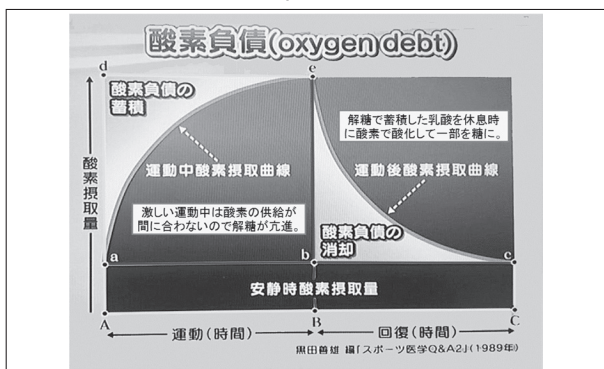 酸素負債(oxygen debt)
d
e
酸素負債の
蓄積
解糖で蓄積した乳酸を休息時
に酸素で酸化して一部を糖に。
酸素摂取量
運動中酸素摂取曲線
運動後酸素摂取曲線
激しい運動中は酸素の供給が
間に合わないので解糖が亢進。
酸素負債の
消却
a
b
c
安静時酸素摂取量
A
B
C
運動(時間)
回復(時間)
黒田善雄 編「スポーツ医学Q&A2」(1989年)